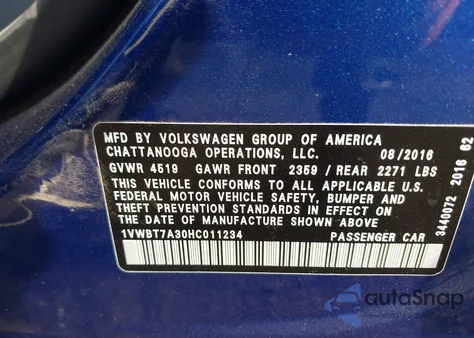 MFD BY VOLKSWAGEN GROUP OF AMERICA
CHATTANOOGA OPERATIONS, LLC. 08/2016
GVWR 4519 GAWR FRONT 2359 / REAR 2271 LBS
THIS VEHICLE CONFORMS TO ALL APPLICABLE U.S.
FEDERAL MOTOR VEHICLE SAFETY, BUMPER AND
THEFT PREVENTION STANDARDS IN EFFECT ON
THE DATE OF MANUFACTURE SHOWN ABOVE
1VWBT7A30HC011234 PASSENGER CAR
3440072 2016 62
autoSnap